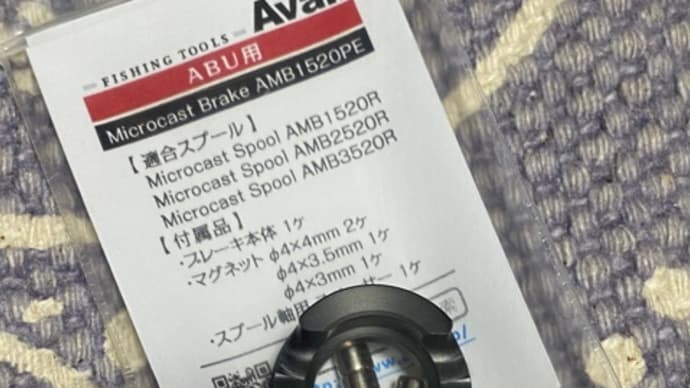 FISHING TOOLS
ABU用
Microcast Brake AMB1520PE
【適合スプール】
Microcast Spool AMB1520R
Microcast Spool AMB2520R
Microcast Spool AMB3520R
【付属品】
・ブレーキ本体 1ケ
・マグネット φ4×4mm 2ケ
φ4×3.5mm 1ケ
φ4×3mm 1ケ
・スプール軸用 1ケ
索